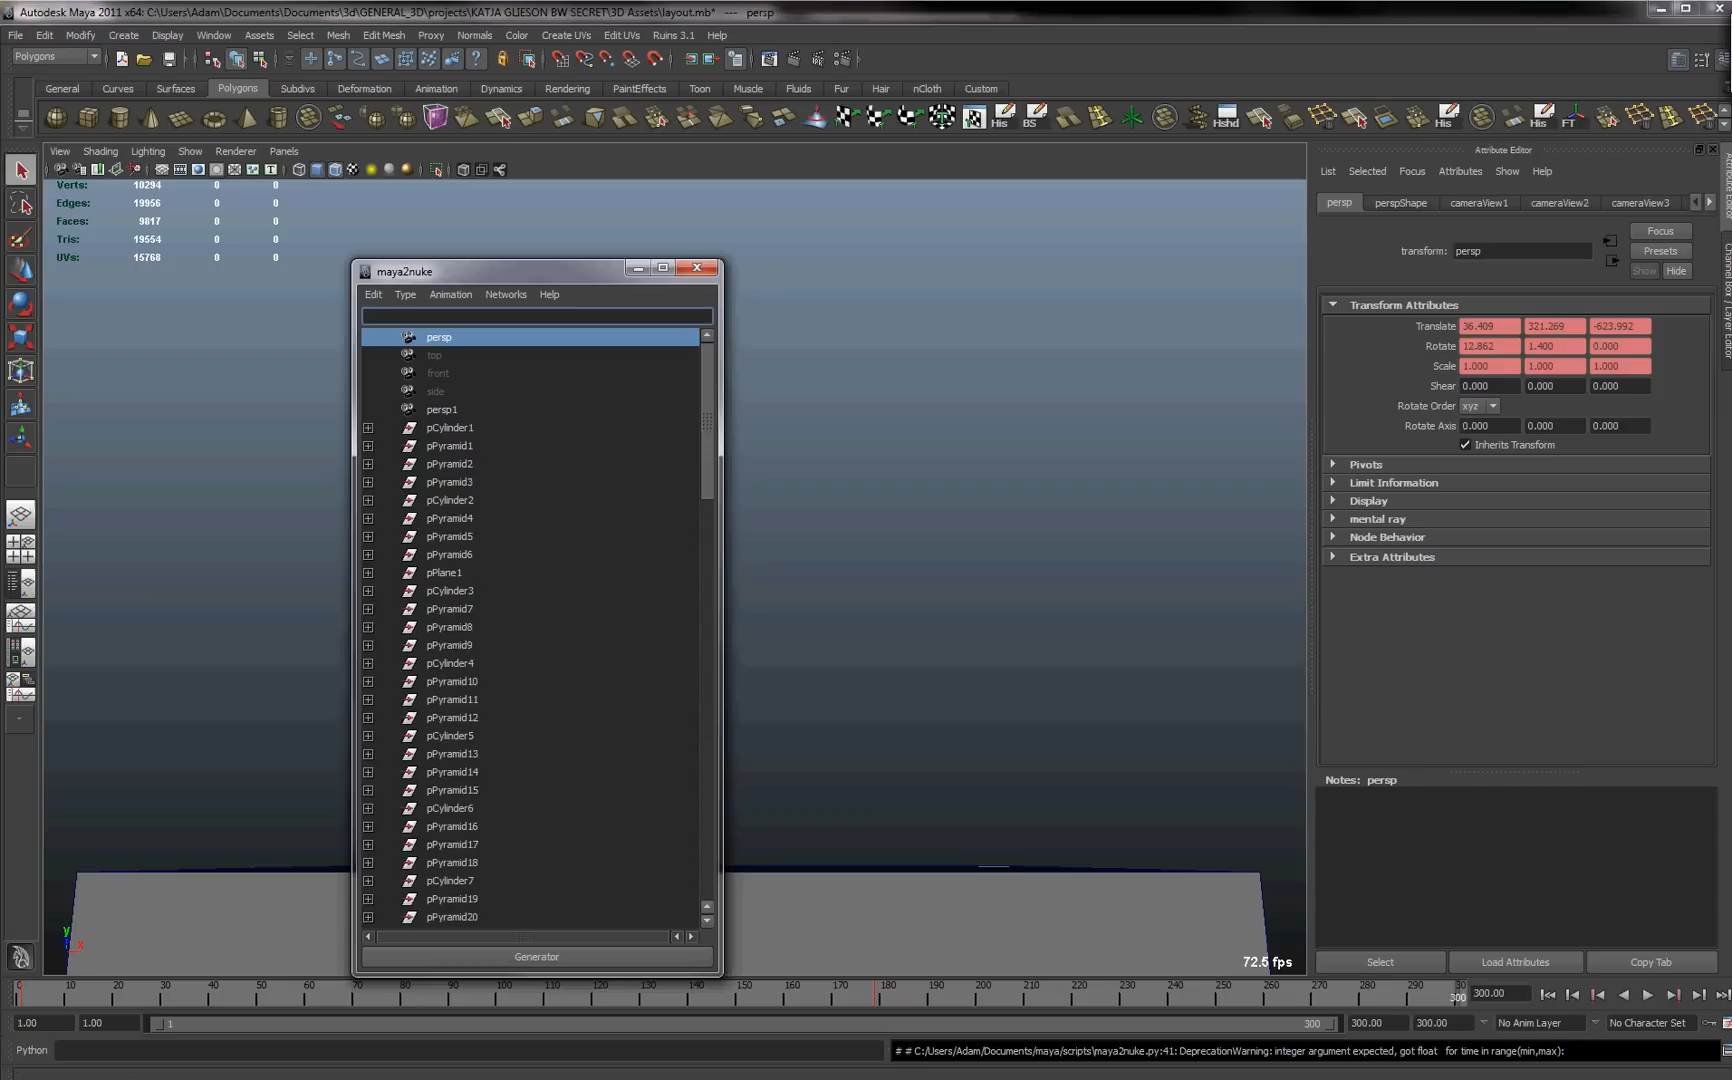 Autodesk Maya 2011 x64: C:\Users\Adam\Documents\Documents\3d\GENERAL_3D\projects\KATJA GLIESON BW SECRET\3D Assets\layout.mb* --- persp
File Edit Modify Create Display Window Assets Select Mesh Edit Mesh Proxy Normals Color Create UVs Edit UVs Ruins 3.1 Help
Polygons
General Curves Surfaces Polygons Subdivs Deformation Animation Dynamics Rendering PaintEffects Toon Muscle Fluids Fur Hair nCloth Custom
His BS Hshd His His FT
View Shading Lighting Show Renderer Panels
Verts: 10294 0 0
Edges: 19956 0 0
Faces: 9817 0 0
Tris: 19554 0 0
UVs: 15768 0 0
maya2nuke
Edit Type Animation Networks Help
persp
top
front
side
persp1
pCylinder1
pPyramid1
pPyramid2
pPyramid3
pCylinder2
pPyramid4
pPyramid5
pPyramid6
pPlane1
pCylinder3
pPyramid7
pPyramid8
pPyramid9
pCylinder4
pPyramid10
pPyramid11
pPyramid12
pCylinder5
pPyramid13
pPyramid14
pPyramid15
pCylinder6
pPyramid16
pPyramid17
pPyramid18
pCylinder7
pPyramid19
pPyramid20
Generator
y
x
72.5 fps
Attribute Editor
List Selected Focus Attributes Show Help
persp perspShape cameraView1 cameraView2 cameraView3
Focus
transform: persp
Presets
Show Hide
Transform Attributes
Translate 36.409 321.269 -623.992
Rotate 12.862 1.400 0.000
Scale 1.000 1.000 1.000
Shear 0.000 0.000 0.000
Rotate Order xyz
Rotate Axis 0.000 0.000 0.000
Inherits Transform
Pivots
Limit Information
Display
mental ray
Node Behavior
Extra Attributes
Notes: persp
Select Load Attributes Copy Tab
Attribute Editor
Channel Box / Layer Editor
0 10 20 30 40 50 60 70 80 90 100 110 120 130 140 150 160 170 180 190 200 210 220 230 240 250 260 270 280 290 30
300 300.00
1.00 1.00 1 300 300.00 300.00 No Anim Layer No Character Set
Python
# # C:/Users/Adam/Documents/maya/scripts\maya2nuke.py:41: DeprecationWarning: integer argument expected, got float for time in range(min,max):